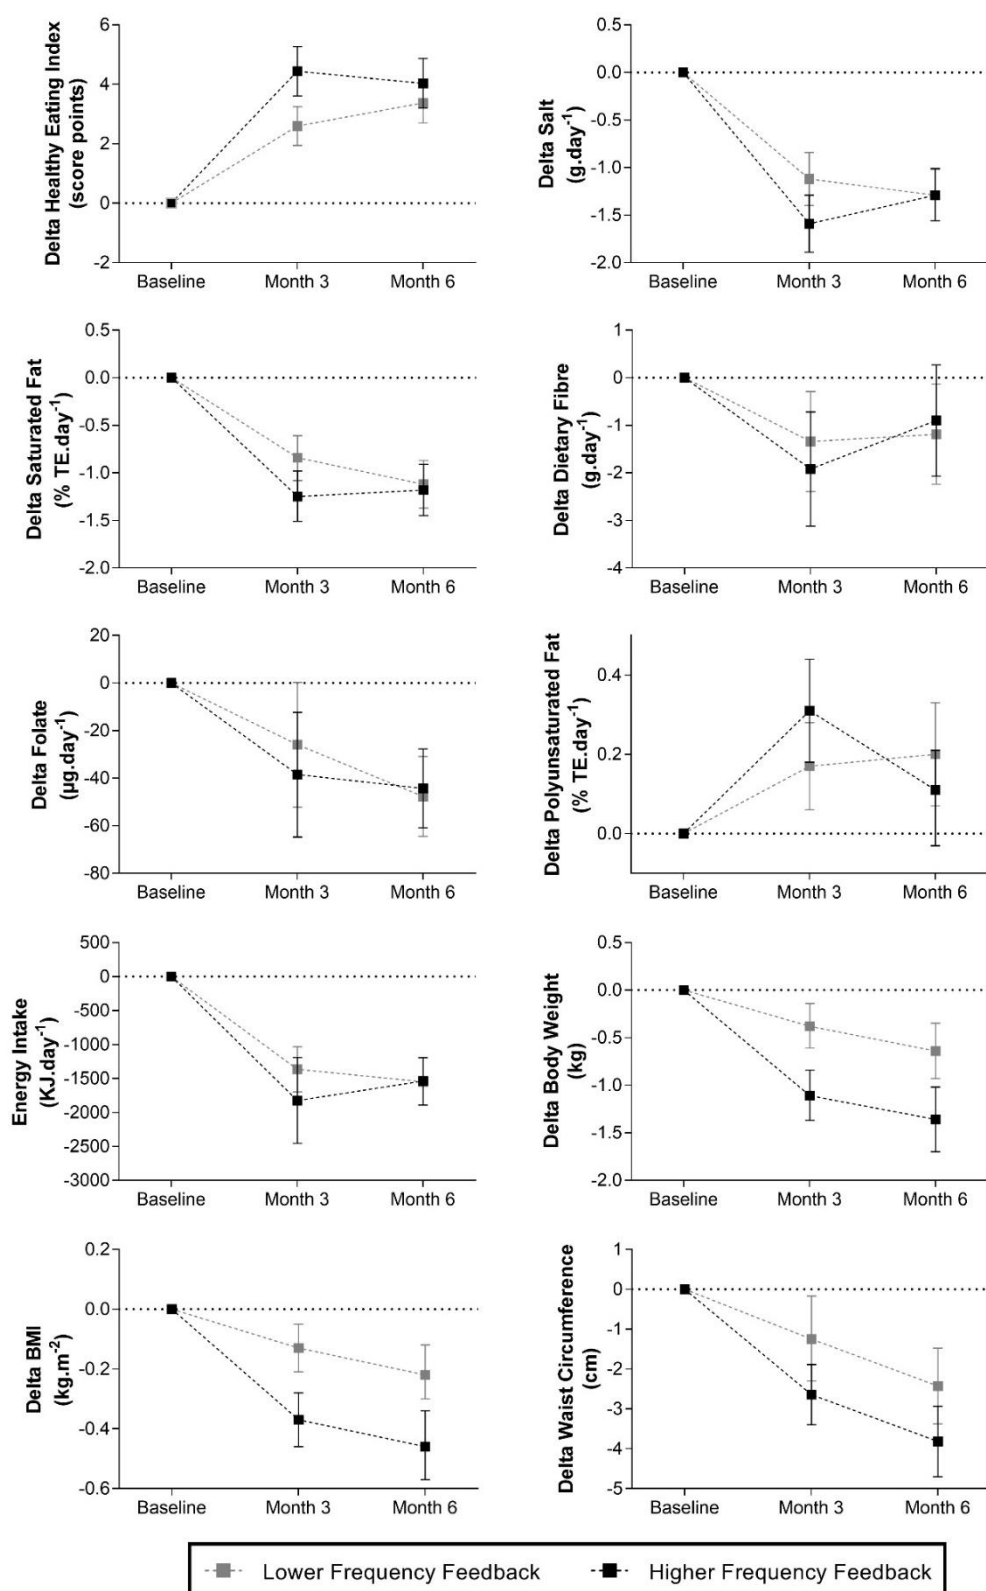 Delta Healthy Eating Index
(score points)
6
4
2
0
-2
Baseline Month 3 Month 6
Delta Salt
(g.day-1)
0.5
0.0
-0.5
-1.0
-1.5
-2.0
Baseline Month 3 Month 6
Delta Saturated Fat
(% TE.day-1)
0.5
0.0
-0.5
-1.0
-1.5
-2.0
Baseline Month 3 Month 6
Delta Dietary Fibre
(g.day-1)
1
0
-1
-2
-3
-4
Baseline Month 3 Month 6
Delta Folate
(µg.day-1)
20
0
-20
-40
-60
-80
Baseline Month 3 Month 6
Delta Polyunsaturated Fat
(% TE.day-1)
0.4
0.2
0.0
Baseline Month 3 Month 6
Energy Intake
(KJ.day-1)
500
0
-500
-1000
-1500
-2000
-2500
-3000
Baseline Month 3 Month 6
Delta Body Weight
(kg)
0.5
0.0
-0.5
-1.0
-1.5
-2.0
Baseline Month 3 Month 6
Delta BMI
(kg.m-2)
0.2
0.0
-0.2
-0.4
-0.6
Baseline Month 3 Month 6
Delta Waist Circumference
(cm)
1
0
-1
-2
-3
-4
-5
Baseline Month 3 Month 6
Lower Frequency Feedback Higher Frequency Feedback